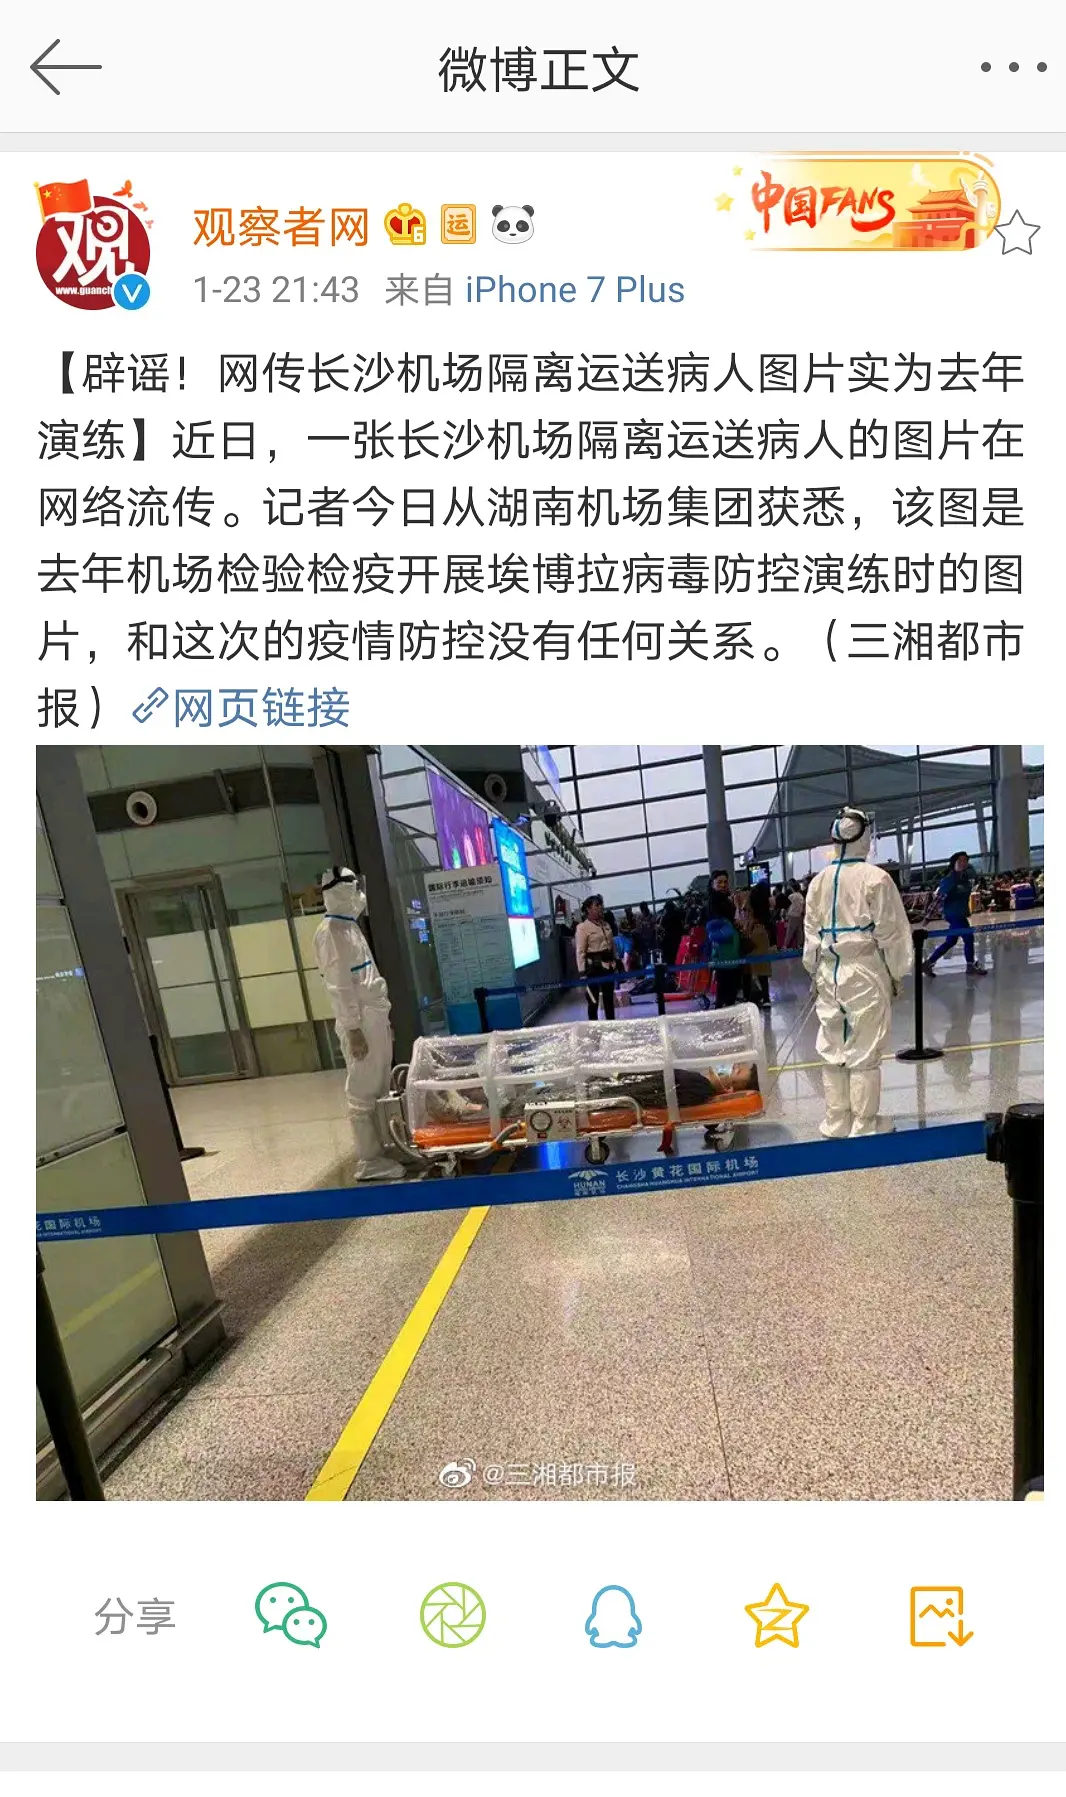 微博正文
观
www.guanch
观察者网
运
中国FANS
1-23 21:43 来自 iPhone 7 Plus
【辟谣！网传长沙机场隔离运送病人图片实为去年
演练】近日，一张长沙机场隔离运送病人的图片在
网络流传。记者今日从湖南机场集团获悉，该图是
去年机场检验检疫开展埃博拉病毒防控演练时的图
片，和这次的疫情防控没有任何关系。（三湘都市
报）网页链接
国际行李运输须知
HUNAN
长沙黄花国际机场
CHANGSHA HUANGHUA INTERNATIONAL AIRPORT
花国际机场
INTERNATIONAL AIRPORT
@三湘都市报
分享